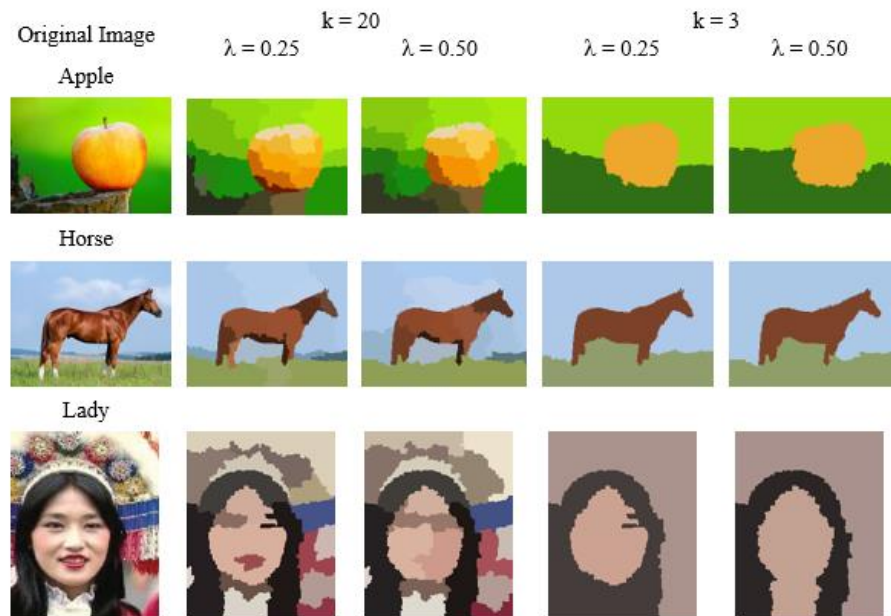 Original Image
k = 20
k = 3
λ = 0.25
λ = 0.50
λ = 0.25
λ = 0.50
Apple
Horse
Lady